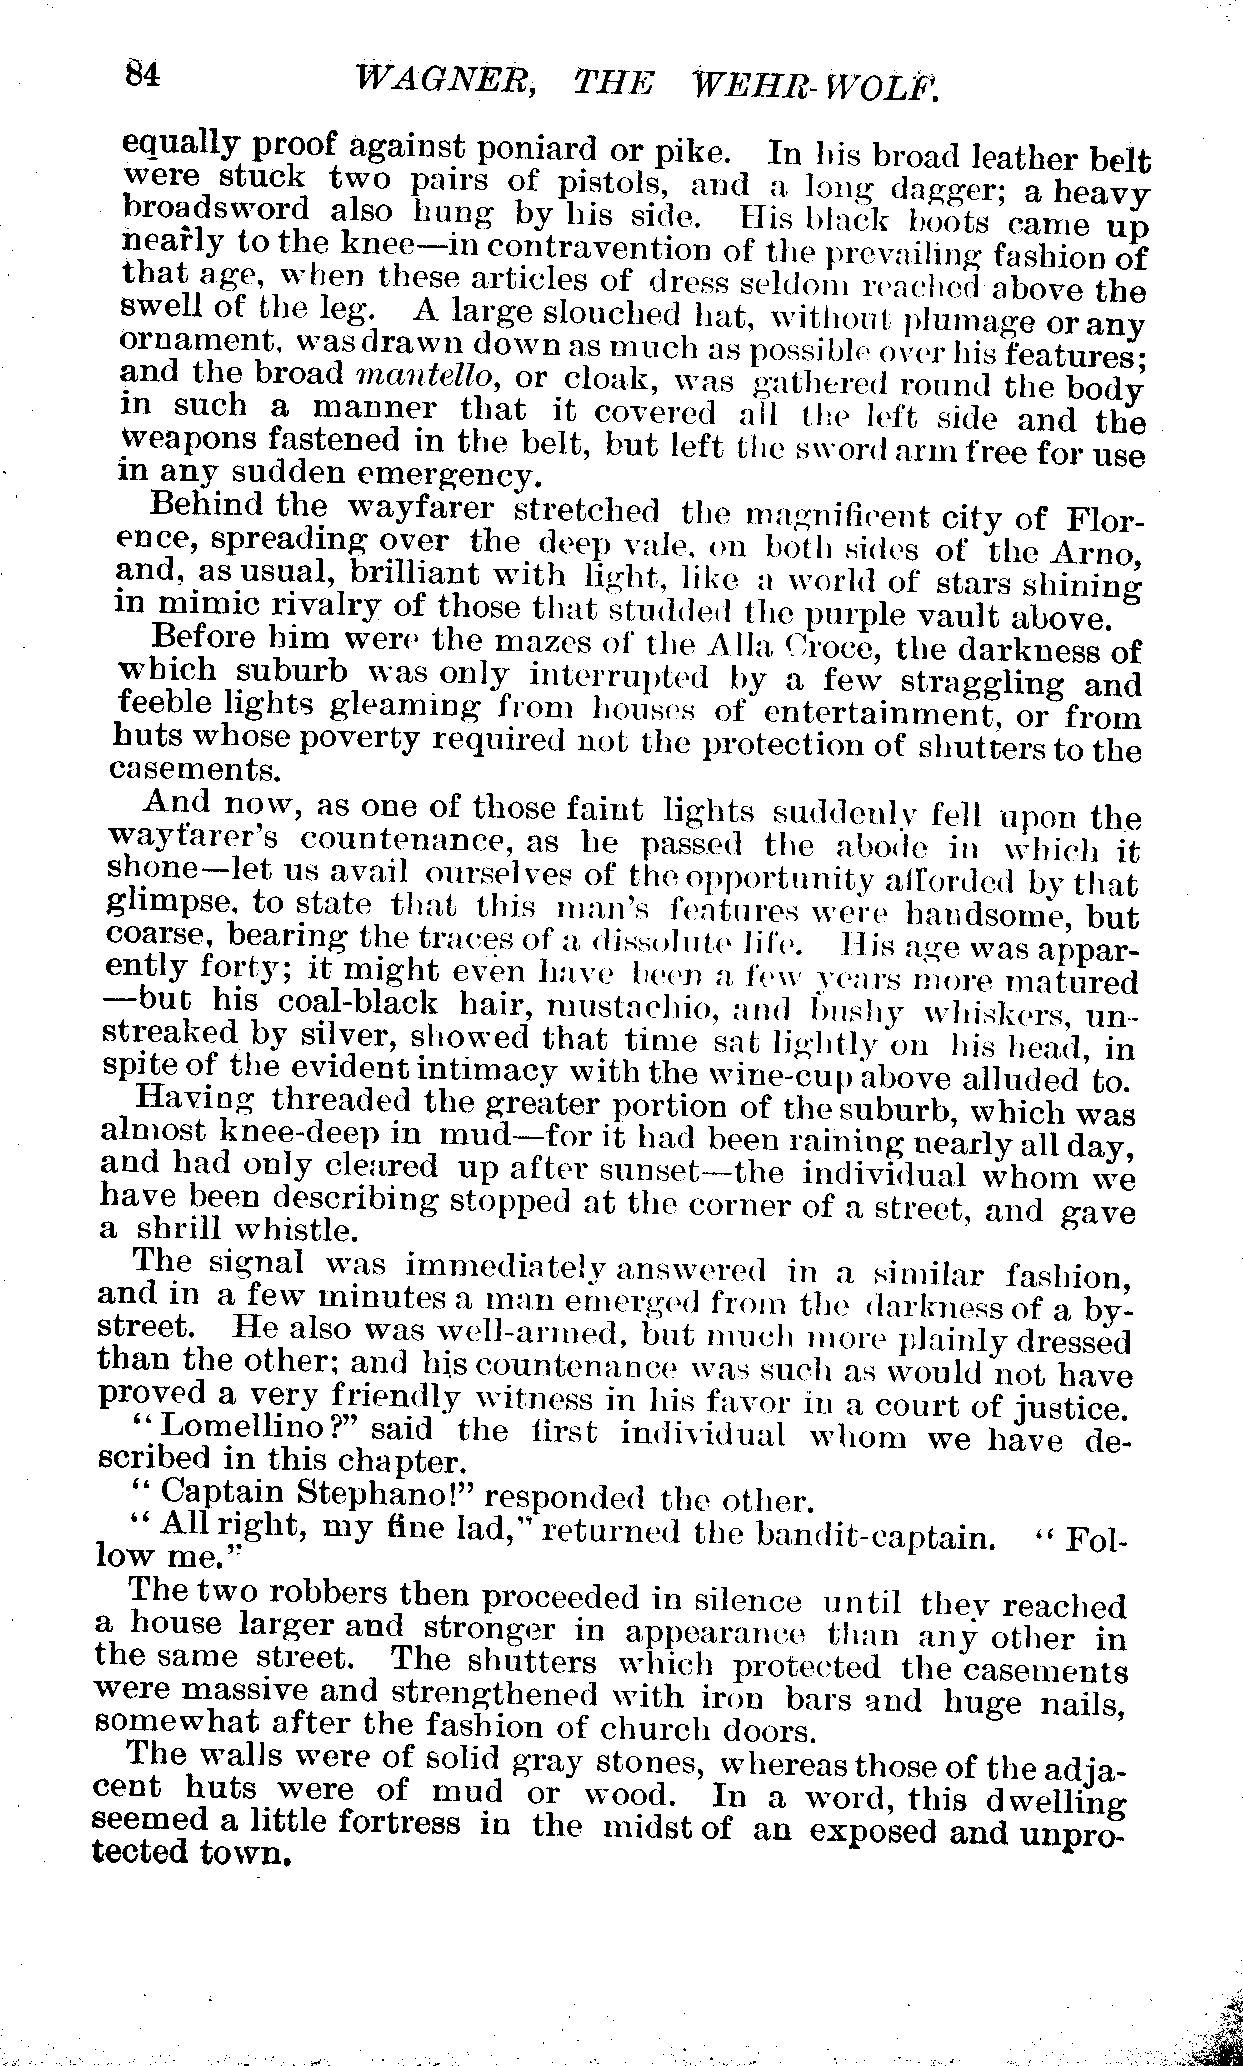 84 WAGNER, THE WEHR-WOLF.
equally proof against poniard or pike. In his broad leather belt
were stuck two pairs of pistols, and a long dagger; a heavy
broadsword also hung by his side. His black boots came up
nearly to the knee—in contravention of the prevailing fashion of
that age, when these articles of dress seldom reached above the
swell of the leg. A large slouched hat, without plumage or any
ornament, was drawn down as much as possible over his features;
and the broad mantello, or cloak, was gathered round the body
in such a manner that it covered all the left side and the
weapons fastened in the belt, but left the sword arm free for use
in any sudden emergency.
Behind the wayfarer stretched the magnificent city of Flor-
ence, spreading over the deep vale, on both sides of the Arno,
and, as usual, brilliant with light, like a world of stars shining
in mimic rivalry of those that studded the purple vault above.
Before him were the mazes of the Alla Croce, the darkness of
which suburb was only interrupted by a few straggling and
feeble lights gleaming from houses of entertainment, or from
huts whose poverty required not the protection of shutters to the
casements.
And now, as one of those faint lights suddenly fell upon the
wayfarer's countenance, as he passed the abode in which it
shone—let us avail ourselves of the opportunity afforded by that
glimpse, to state that this man's features were handsome, but
coarse, bearing the traces of a dissolute life. His age was appar-
ently forty; it might even have been a few years more matured
—but his coal-black hair, mustachio, and bushy whiskers, un-
streaked by silver, showed that time sat lightly on his head, in
spite of the evident intimacy with the wine-cup above alluded to.
Having threaded the greater portion of the suburb, which was
almost knee-deep in mud—for it had been raining nearly all day,
and had only cleared up after sunset—the individual whom we
have been describing stopped at the corner of a street, and gave
a shrill whistle.
The signal was immediately answered in a similar fashion,
and in a few minutes a man emerged from the darkness of a by-
street. He also was well-armed, but much more plainly dressed
than the other; and his countenance was such as would not have
proved a very friendly witness in his favor in a court of justice.
"Lomellino?" said the first individual whom we have de-
scribed in this chapter.
"Captain Stephano!" responded the other.
"All right, my fine lad," returned the bandit-captain. "Fol-
low me."
The two robbers then proceeded in silence until they reached
a house larger and stronger in appearance than any other in
the same street. The shutters which protected the casements
were massive and strengthened with iron bars and huge nails,
somewhat after the fashion of church doors.
The walls were of solid gray stones, whereas those of the adja-
cent huts were of mud or wood. In a word, this dwelling
seemed a little fortress in the midst of an exposed and unpro-
tected town.